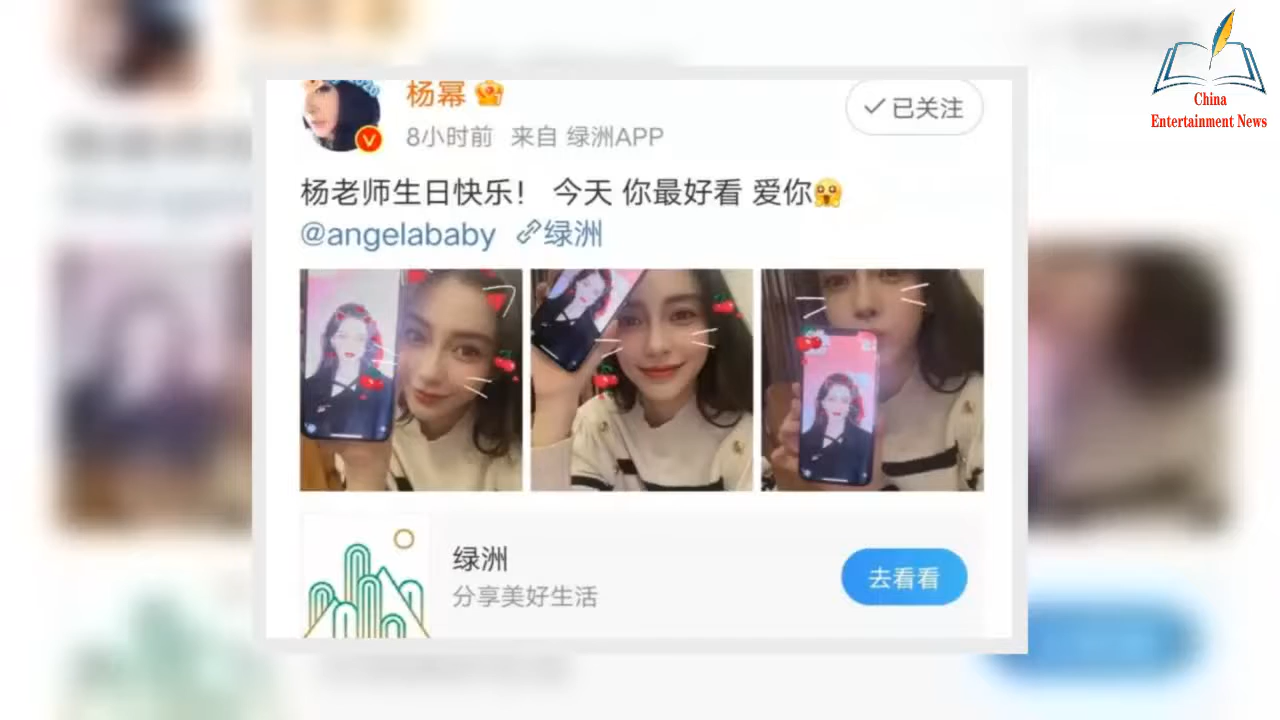 杨幂
8小时前 来自 绿洲APP
已关注
杨老师生日快乐！ 今天 你最好看 爱你
@angelababy 绿洲
绿洲
分享美好生活
去看看
China
Entertainment News